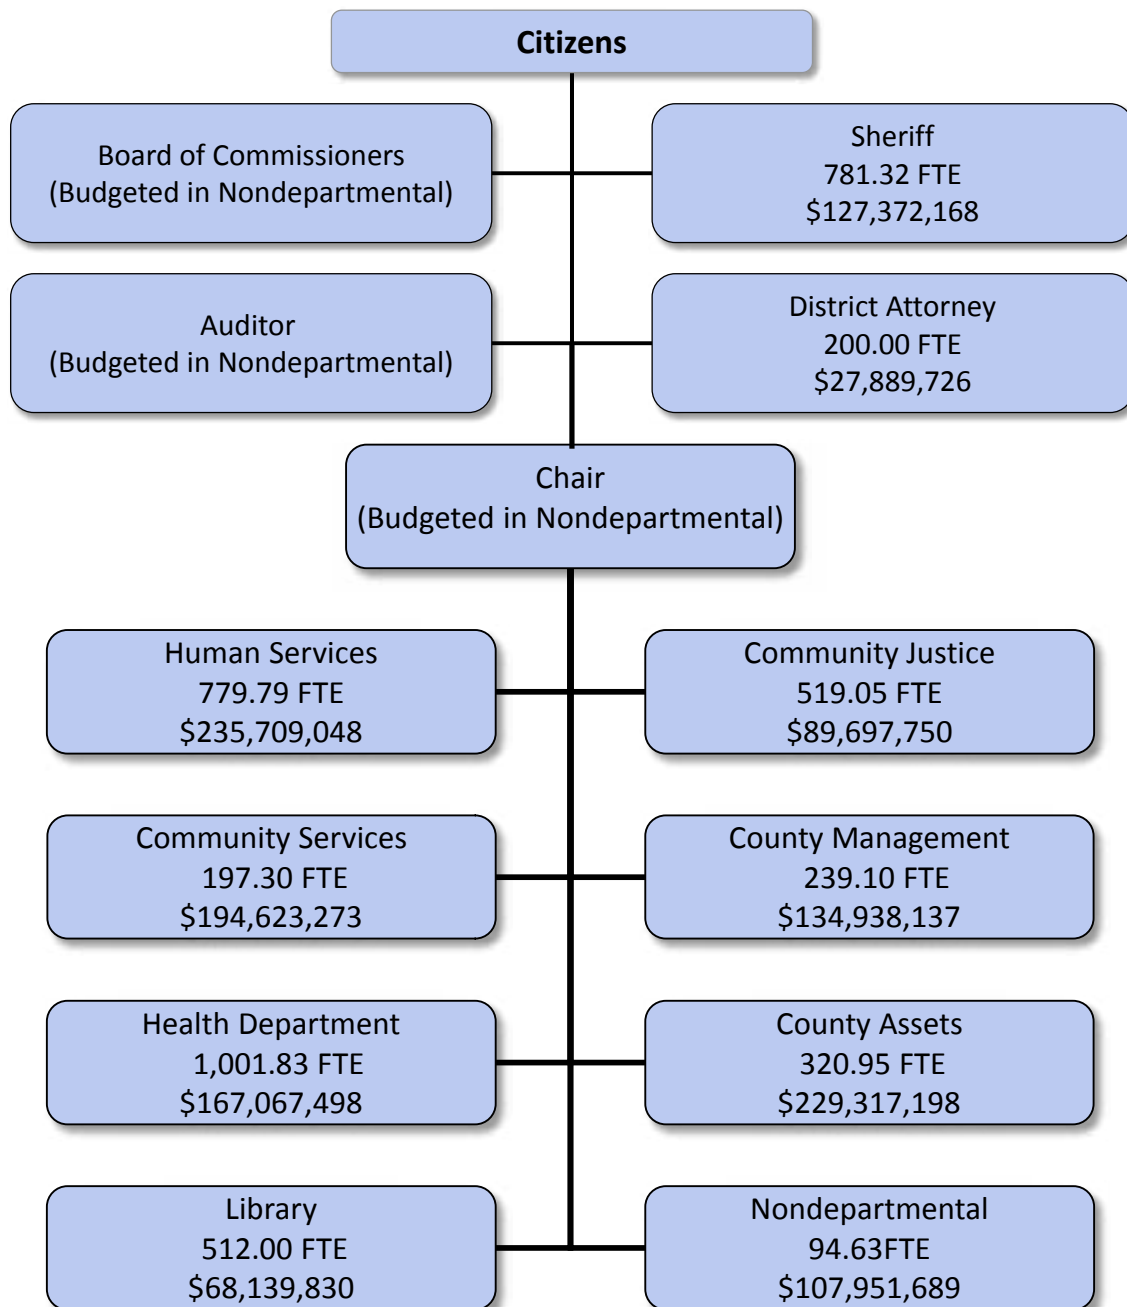 Citizens
Board of Commissioners
(Budgeted in Nondepartmental)
Sheriff
781.32 FTE
$127,372,168
Auditor
(Budgeted in Nondepartmental)
District Attorney
200.00 FTE
$27,889,726
Chair
(Budgeted in Nondepartmental)
Human Services
779.79 FTE
$235,709,048
Community Justice
519.05 FTE
$89,697,750
Community Services
197.30 FTE
$194,623,273
County Management
239.10 FTE
$134,938,137
Health Department
1,001.83 FTE
$167,067,498
County Assets
320.95 FTE
$229,317,198
Library
512.00 FTE
$68,139,830
Nondepartmental
94.63FTE
$107,951,689